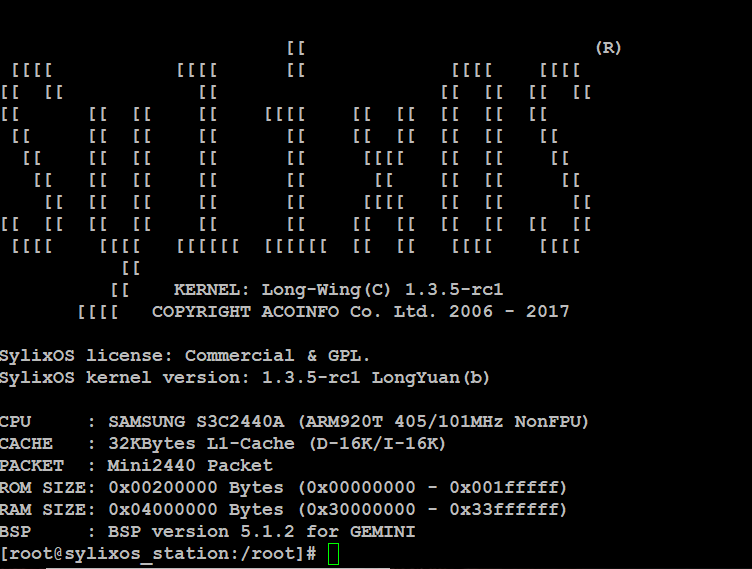 SylixOS (R)
KERNEL: Long-Wing(C) 1.3.5-rc1
COPYRIGHT ACOINFO Co. Ltd. 2006 - 2017
SylixOS license: Commercial & GPL.
SylixOS kernel version: 1.3.5-rc1 LongYuan(b)
CPU     : SAMSUNG S3C2440A (ARM920T 405/101MHz NonFPU)
CACHE   : 32KBytes L1-Cache (D-16K/I-16K)
PACKET  : Mini2440 Packet
ROM SIZE: 0x00200000 Bytes (0x00000000 - 0x001fffff)
RAM SIZE: 0x04000000 Bytes (0x30000000 - 0x33ffffff)
BSP     : BSP version 5.1.2 for GEMINI
[root@sylixos_station:/root]#